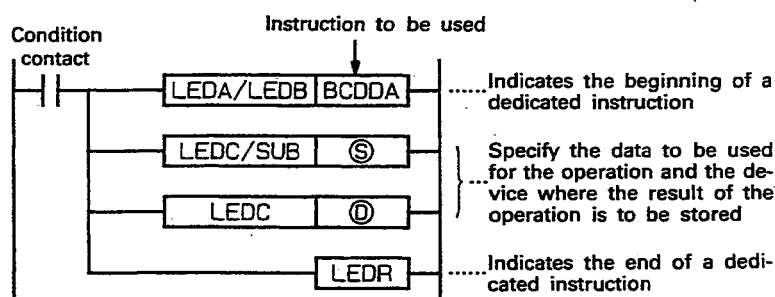 Instruction to be used
Condition
contact
LEDA/LEDB BCDDA
Indicates the beginning of a
dedicated instruction
LEDC/SUB Ⓢ
Specify the data to be used
for the operation and the de-
vice where the result of the
operation is to be stored
LEDC Ⓓ
LEDR
Indicates the end of a dedi-
cated instruction